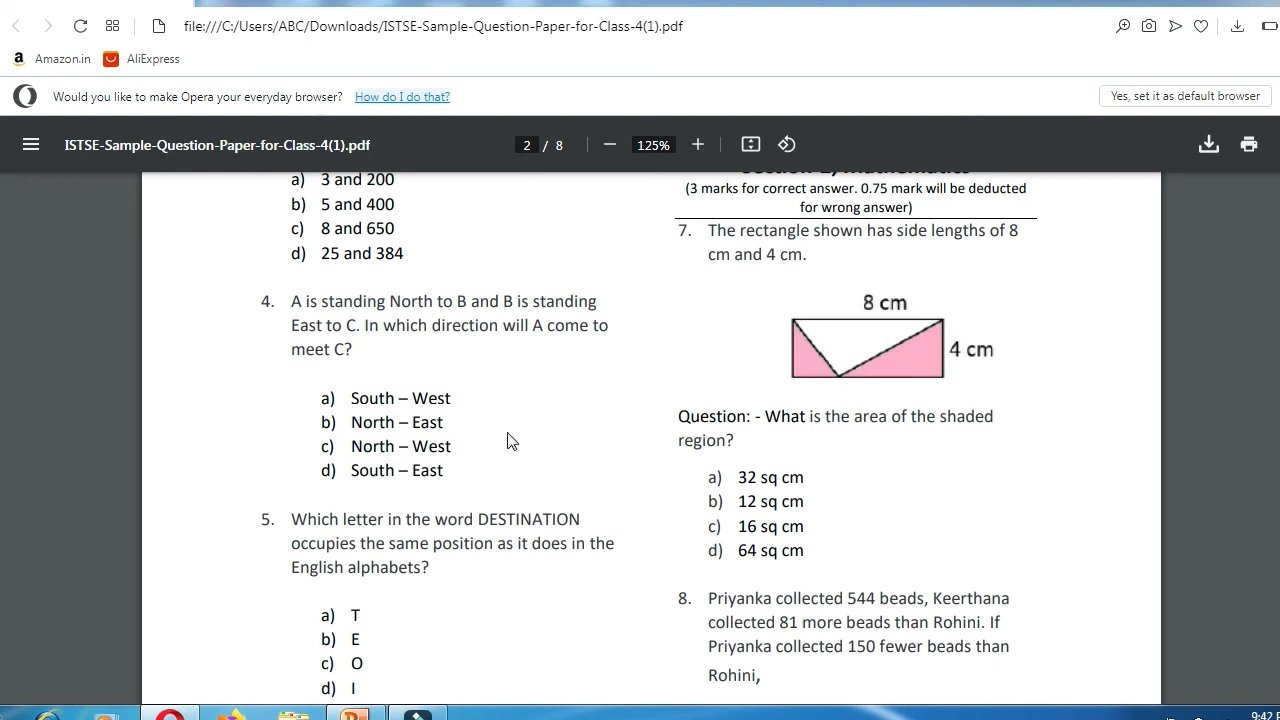 file:///C:/Users/ABC/Downloads/ISTSE-Sample-Question-Paper-for-Class-4(1).pdf
Amazon.in
AliExpress
Would you like to make Opera your everyday browser? How do I do that?
Yes, set it as default browser
ISTSE-Sample-Question-Paper-for-Class-4(1).pdf
2 / 8
125%
a) 3 and 200
b) 5 and 400
c) 8 and 650
d) 25 and 384
4. A is standing North to B and B is standing
East to C. In which direction will A come to
meet C?
a) South – West
b) North – East
c) North – West
d) South – East
5. Which letter in the word DESTINATION
occupies the same position as it does in the
English alphabets?
a) T
b) E
c) O
d) I
(3 marks for correct answer. 0.75 mark will be deducted
for wrong answer)
7. The rectangle shown has side lengths of 8
cm and 4 cm.
8 cm
4 cm
Question: - What is the area of the shaded
region?
a) 32 sq cm
b) 12 sq cm
c) 16 sq cm
d) 64 sq cm
8. Priyanka collected 544 beads, Keerthana
collected 81 more beads than Rohini. If
Priyanka collected 150 fewer beads than
Rohini,
9:42